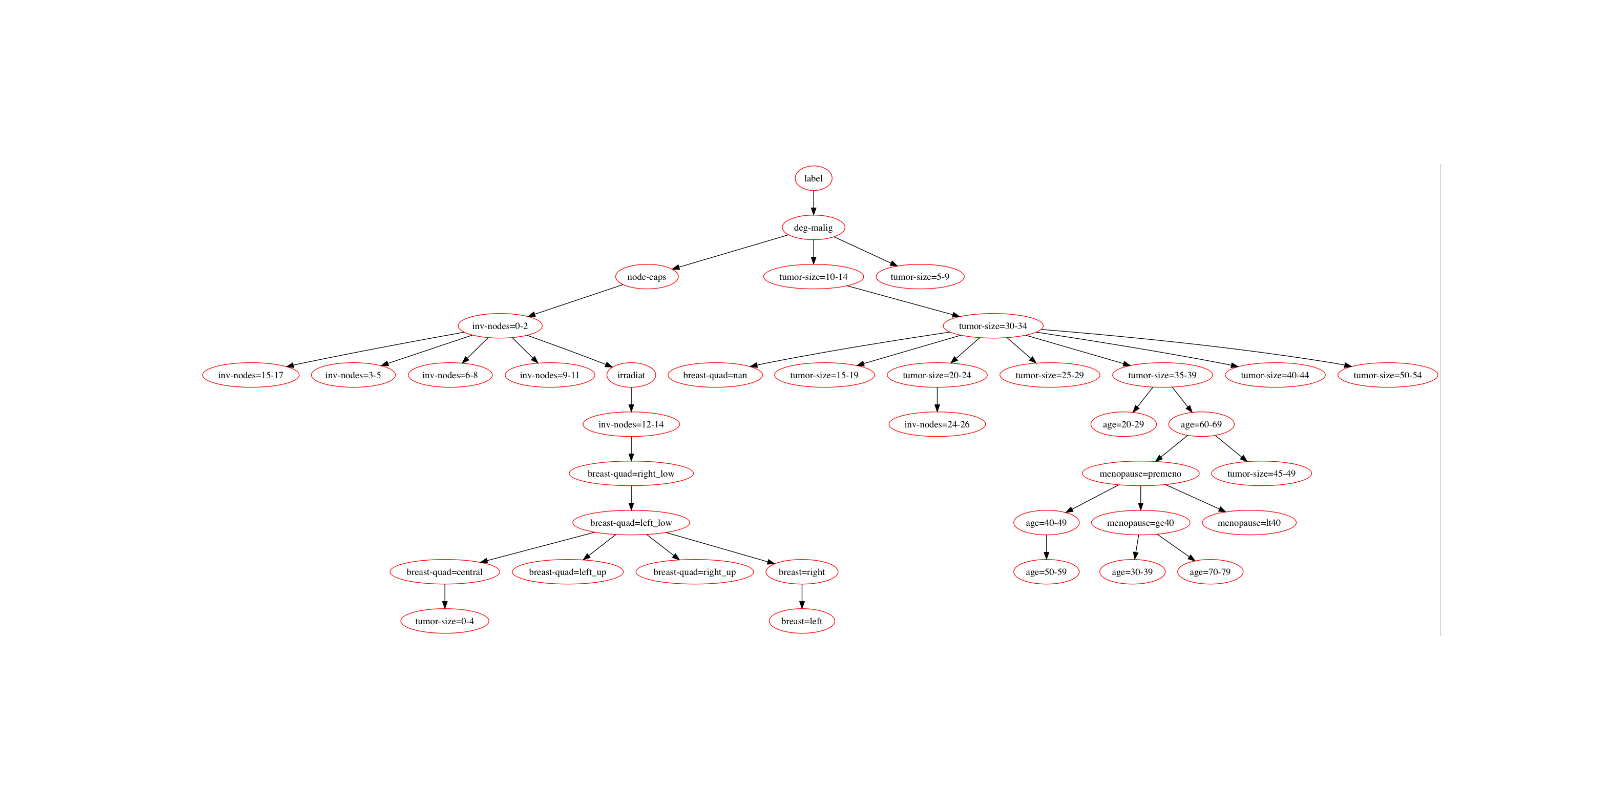 label
deg-malig
node-caps
tumor-size=10-14
tumor-size=5-9
inv-nodes=0-2
tumor-size=30-34
inv-nodes=15-17
inv-nodes=3-5
inv-nodes=6-8
inv-nodes=9-11
irradiat
breast-quad=nan
tumor-size=15-19
tumor-size=20-24
tumor-size=25-29
tumor-size=35-39
tumor-size=40-44
tumor-size=50-54
inv-nodes=12-14
inv-nodes=24-26
age=20-29
age=60-69
breast-quad=right_low
menopause=premeno
tumor-size=45-49
breast-quad=left_low
age=40-49
menopause=ge40
menopause=lt40
breast-quad=central
breast-quad=left_up
breast-quad=right_up
breast=right
age=50-59
age=30-39
age=70-79
tumor-size=0-4
breast=left